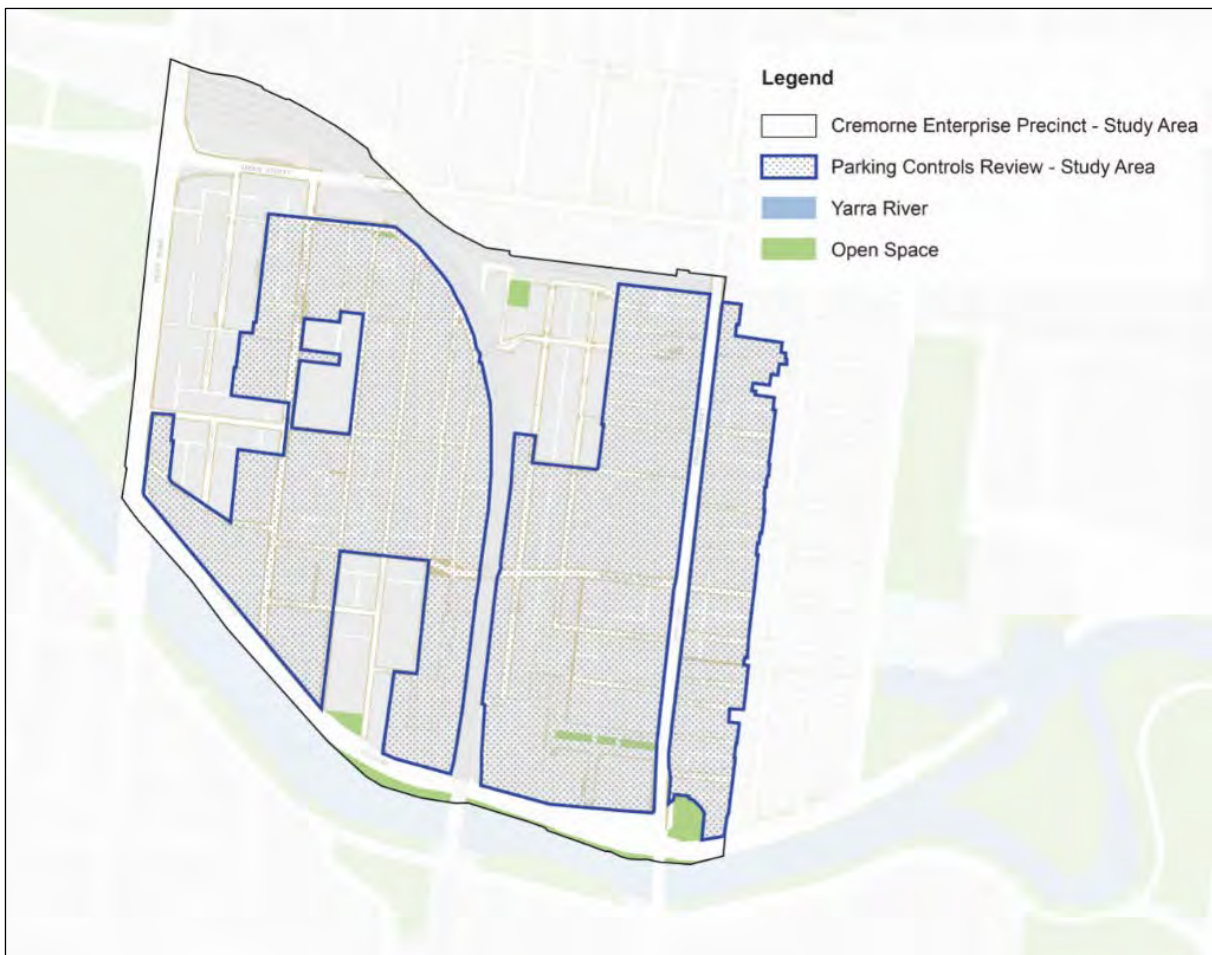 Legend
Cremorne Enterprise Precinct - Study Area
Parking Controls Review - Study Area
Yarra River
Open Space